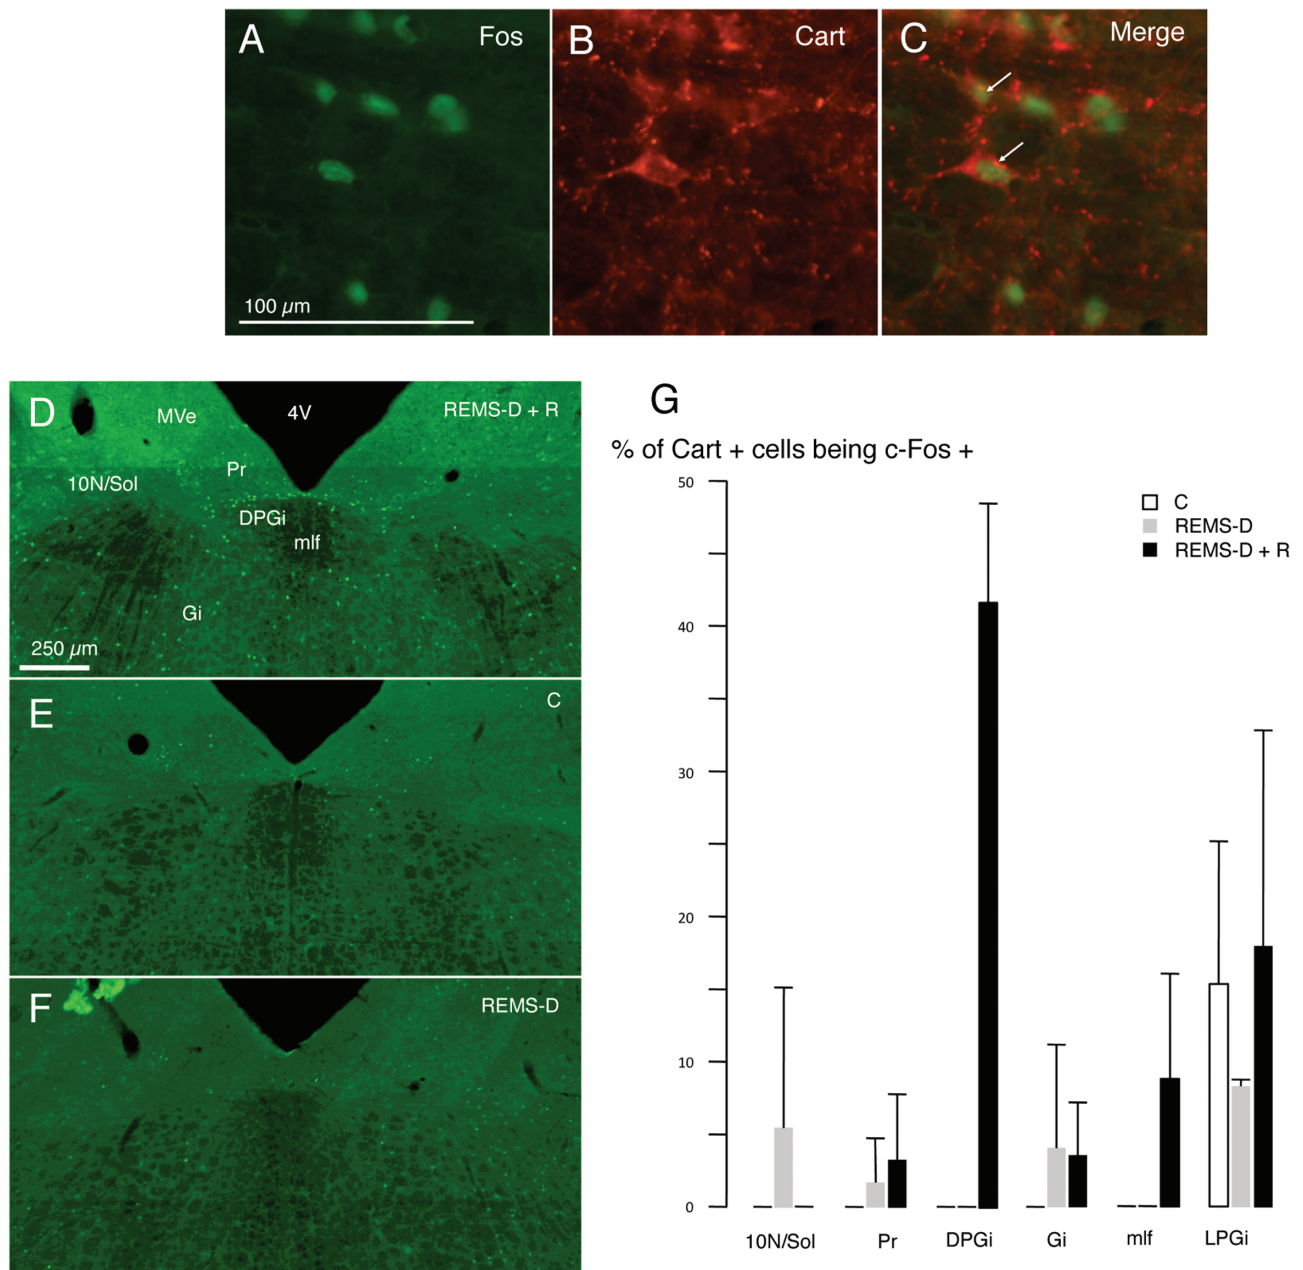 A
Fos
B
Cart
C
Merge
100 µm
D
MVe
4V
REMS-D + R
Pr
10N/Sol
DPGi
mlf
Gi
250 µm
E
C
F
REMS-D
G
% of Cart + cells being c-Fos +
50
40
30
20
10
0
C
REMS-D
REMS-D + R
10N/Sol
Pr
DPGi
Gi
mlf
LPGi